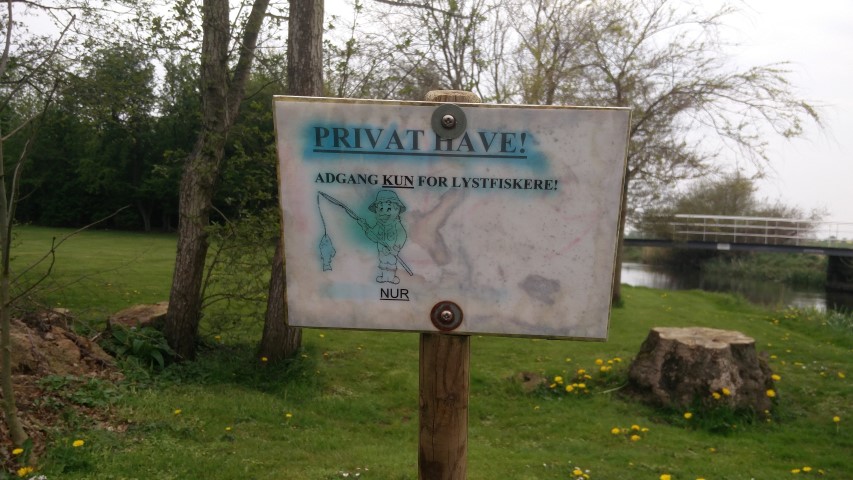 PRIVAT HAVE!
ADGANG KUN FOR LYSTFISKERE!
NUR